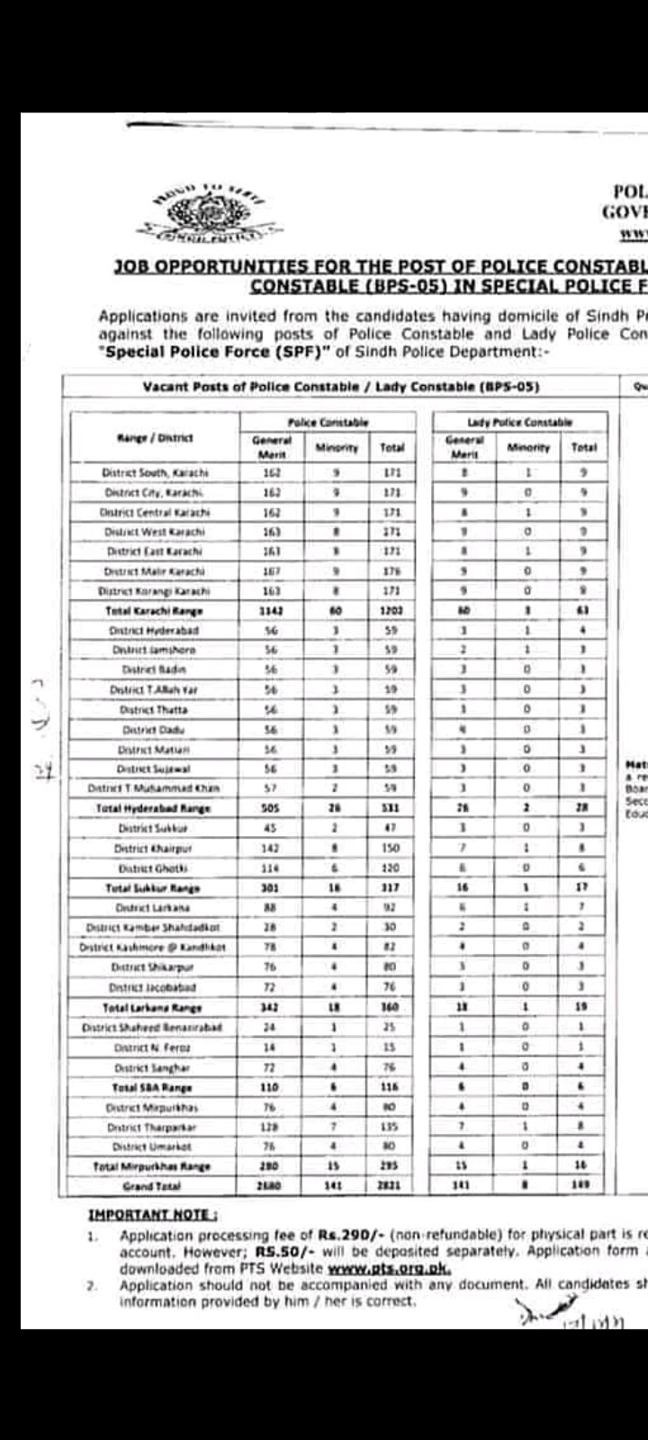 PROUD TO SERVE
POL
GOVE
WWW
JOB OPPORTUNITIES FOR THE POST OF POLICE CONSTABL
CONSTABLE (BPS-05) IN SPECIAL POLICE F
Applications are invited from the candidates having domicile of Sindh P
against the following posts of Police Constable and Lady Police Con
"Special Police Force (SPF)" of Sindh Police Department:-
Vacant Posts of Police Constable / Lady Constable (BPS-05) Qu
Range / District Police Constable Lady Police Constable
General Merit Minority Total General Merit Minority Total
District South, Karachi 162 9 171 8 1 9
District City, Karachi. 162 9 171 9 0 9
District Central Karachi 162 9 171 8 1 9
District West Karachi 163 8 171 9 0 9
District East Karachi 163 8 171 8 1 9
District Malir Karachi 167 9 176 9 0 9
District Korangi Karachi 163 8 171 9 0 9
Total Karachi Range 1142 60 1202 60 3 63
District Hyderabad 56 3 59 3 1 4
District Jamshoro 56 3 59 2 1 3
District Badin 56 3 59 3 0 3
District T.Allah Yar 56 3 59 3 0 3
District Thatta 56 3 59 3 0 3
District Dadu 56 3 59 0 3
District Matiari 56 3 59 3 0 3
District Sujawal 56 3 59 3 0 3
District T Muhammad Khan 57 2 59 3 0 3
Total Hyderabad Range 505 26 531 26 2 28
District Sukkur 45 2 47 3 0 3
District Khairpur 142 8 150 7 1 8
District Ghotki 114 6 120 6 0 6
Total Sukkur Range 301 16 317 16 1 17
District Larkana 88 4 92 6 1 7
District Kamber Shahdadkot 28 2 30 2 0 2
District Kashmore @ Kandhkot 78 4 82 4 0 4
District Shikarpur 76 4 80 3 0 3
District Jacobabad 72 4 76 3 0 3
Total Larkana Range 342 18 360 18 1 19
District Shaheed Benazirabad 24 1 25 1 0 1
District N. Feroz 14 1 15 1 0 1
District Sanghar 72 4 76 4 0 4
Total SBA Range 110 6 116 6 0 6
District Mirpurkhas 76 4 80 4 0 4
District Tharparkar 128 7 135 7 1 8
District Umarkot 76 4 80 4 0 4
Total Mirpurkhas Range 280 15 295 15 1 16
Grand Total 2680 141 2821 141 8 149
Mat
a re
Boar
Seco
Educ
IMPORTANT NOTE :
1. Application processing fee of Rs.290/- (non-refundable) for physical part is re
account. However; RS.50/- will be deposited separately. Application form
downloaded from PTS Website www.pts.org.pk.
2. Application should not be accompanied with any document. All candidates sh
information provided by him / her is correct.